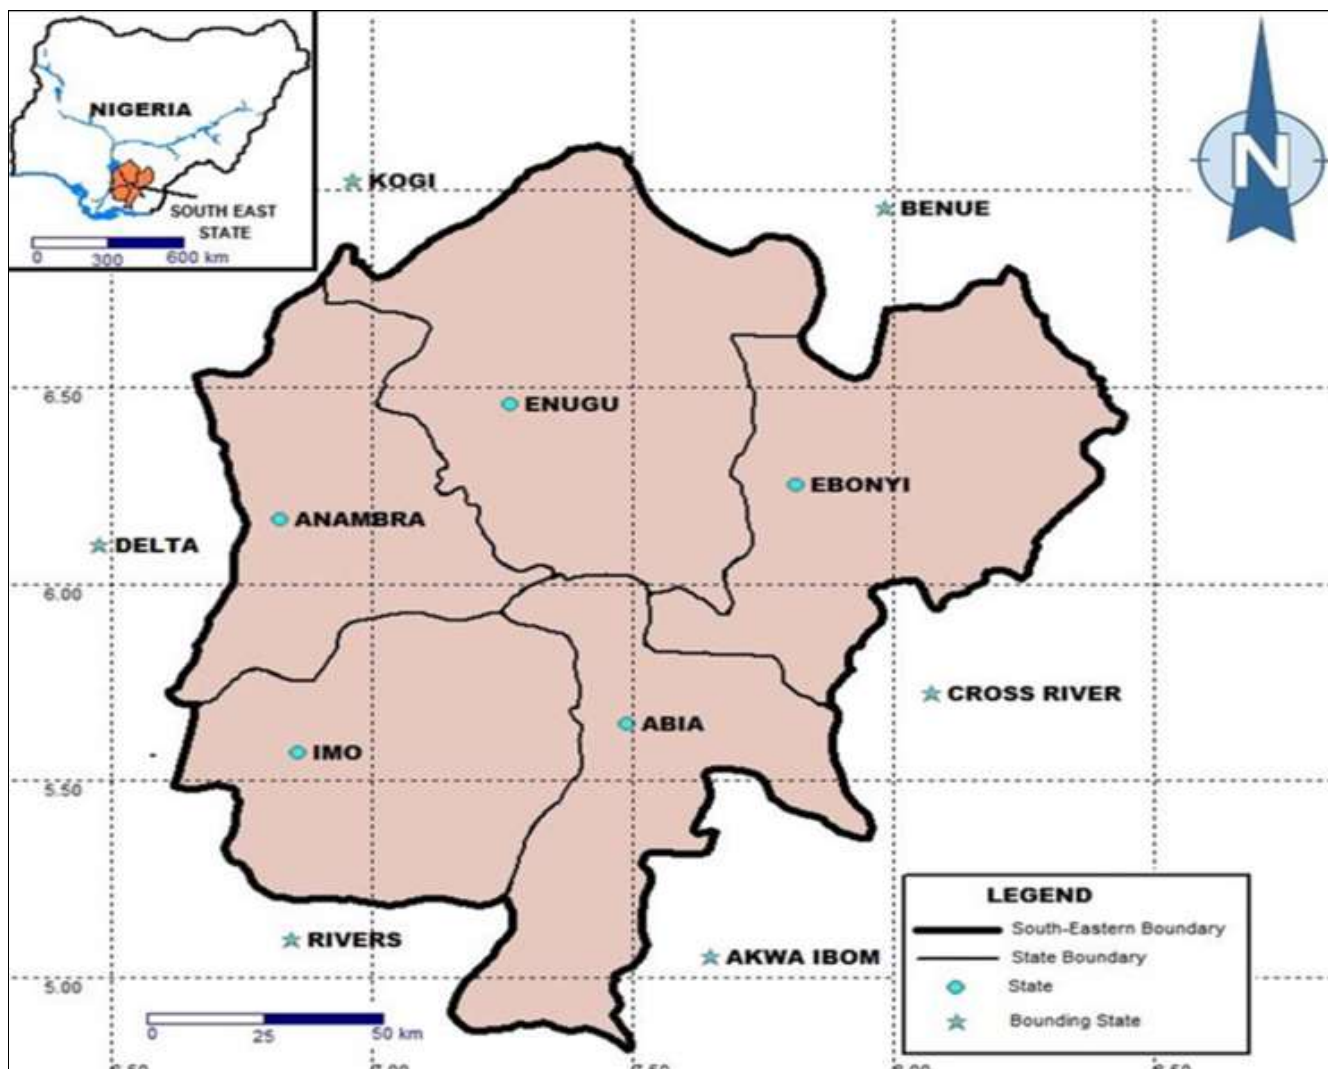 NIGERIA
SOUTH EAST
STATE
0 300 600 km
N
KOGI
BENUE
6.50
ENUGU
EBONYI
ANAMBRA
DELTA
6.00
CROSS RIVER
ABIA
IMO
5.50
LEGEND
South-Eastern Boundary
State Boundary
State
Bounding State
RIVERS
AKWA IBOM
5.00
0 25 50 km